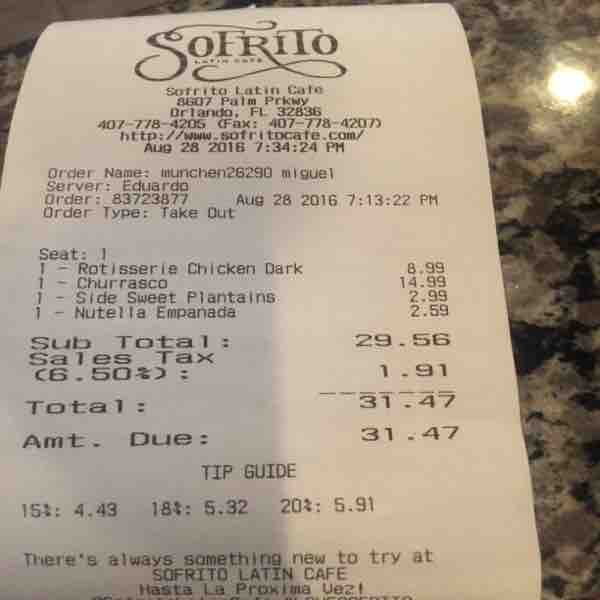 SOFRITO
LATIN CAFE
Sofrito Latin Cafe
8607 Palm Prkwy
Orlando, FL 32836
407-778-4205 (Fax: 407-778-4207)
http://www.sofritocafe.com/
Aug 28 2016 7:34:24 PM
Order Name: munchen26290 miguel
Server: Eduardo
Order: 83723877 Aug 28 2016 7:13:22 PM
Order Type: Take Out
Seat: 1
1 - Rotisserie Chicken Dark 8.99
1 - Churrasco 14.99
1 - Side Sweet Plantains 2.99
1 - Nutella Empanada 2.59
Sub Total: 29.56
Sales Tax
(6.50%): 1.91
Total: 31.47
Amt. Due: 31.47
TIP GUIDE
15%: 4.43 18%: 5.32 20%: 5.91
There's always something new to try at
SOFRITO LATIN CAFE
Hasta La Proxima Vez!